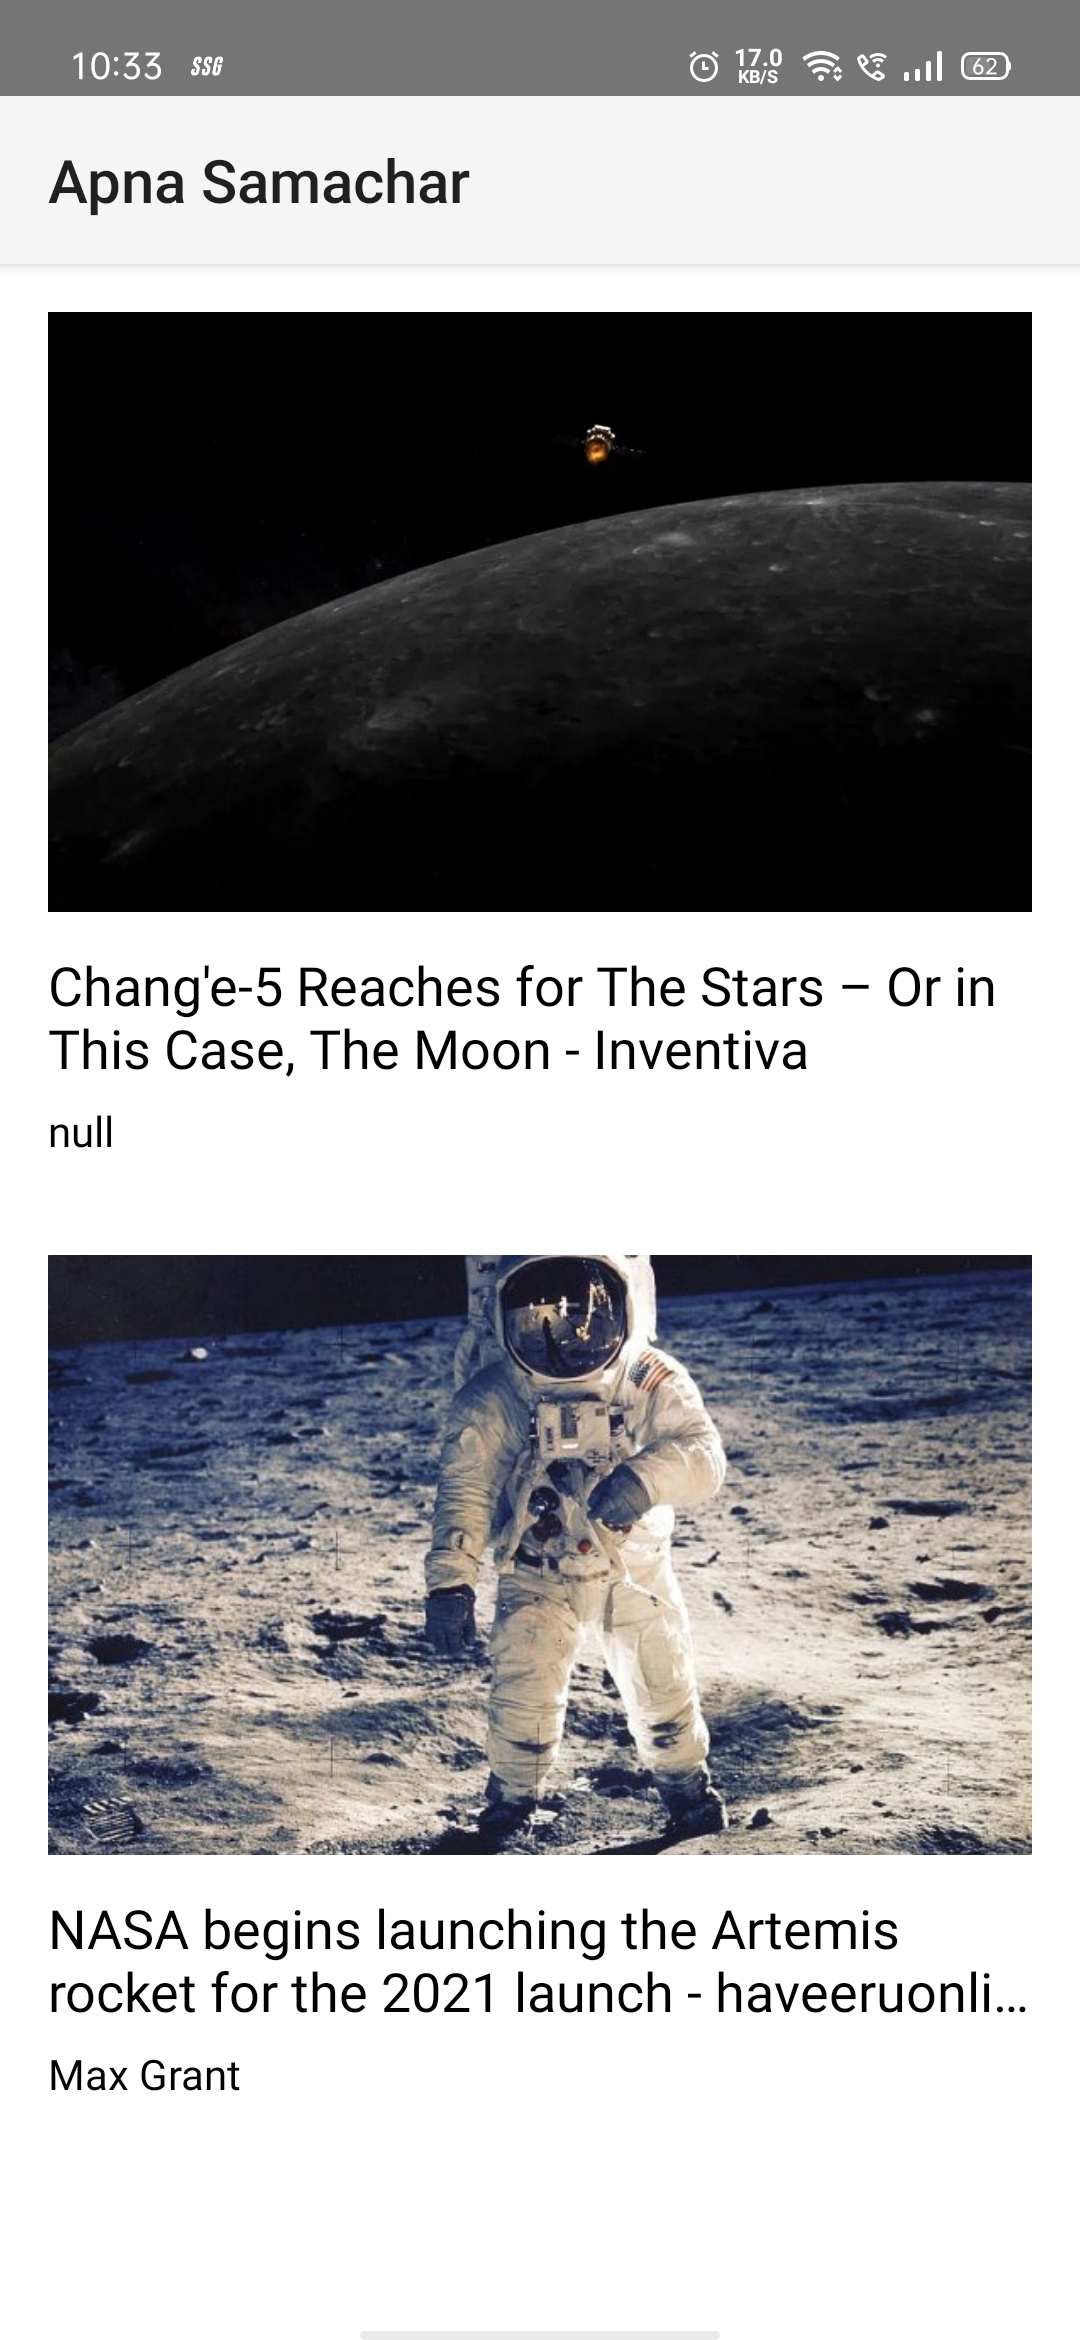 10:33 SSG 17.0 KB/S 62
Apna Samachar
Chang'e-5 Reaches for The Stars – Or in
This Case, The Moon - Inventiva
null
NASA begins launching the Artemis
rocket for the 2021 launch - haveeruonli...
Max Grant